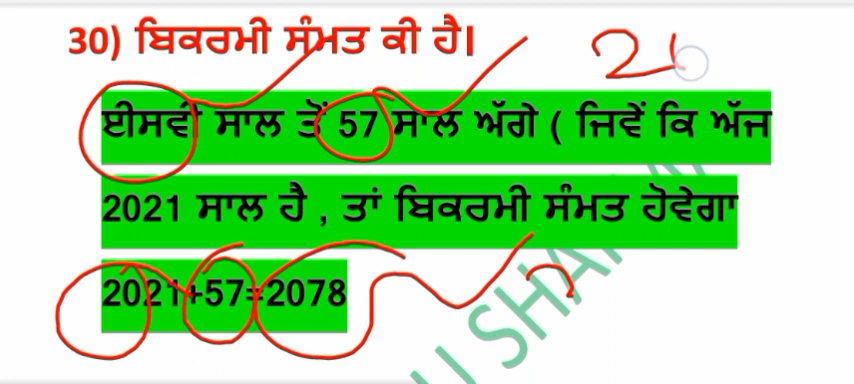 30) ਬਿਕਰਮੀ ਸੰਮਤ ਕੀ ਹੈ।
ਈਸਵੀ ਸਾਲ ਤੋਂ 57 ਸਾਲ ਅੱਗੇ ( ਜਿਵੇਂ ਕਿ ਅੱਜ
2021 ਸਾਲ ਹੈ , ਤਾਂ ਬਿਕਰਮੀ ਸੰਮਤ ਹੋਵੇਗਾ
2021+57=2078